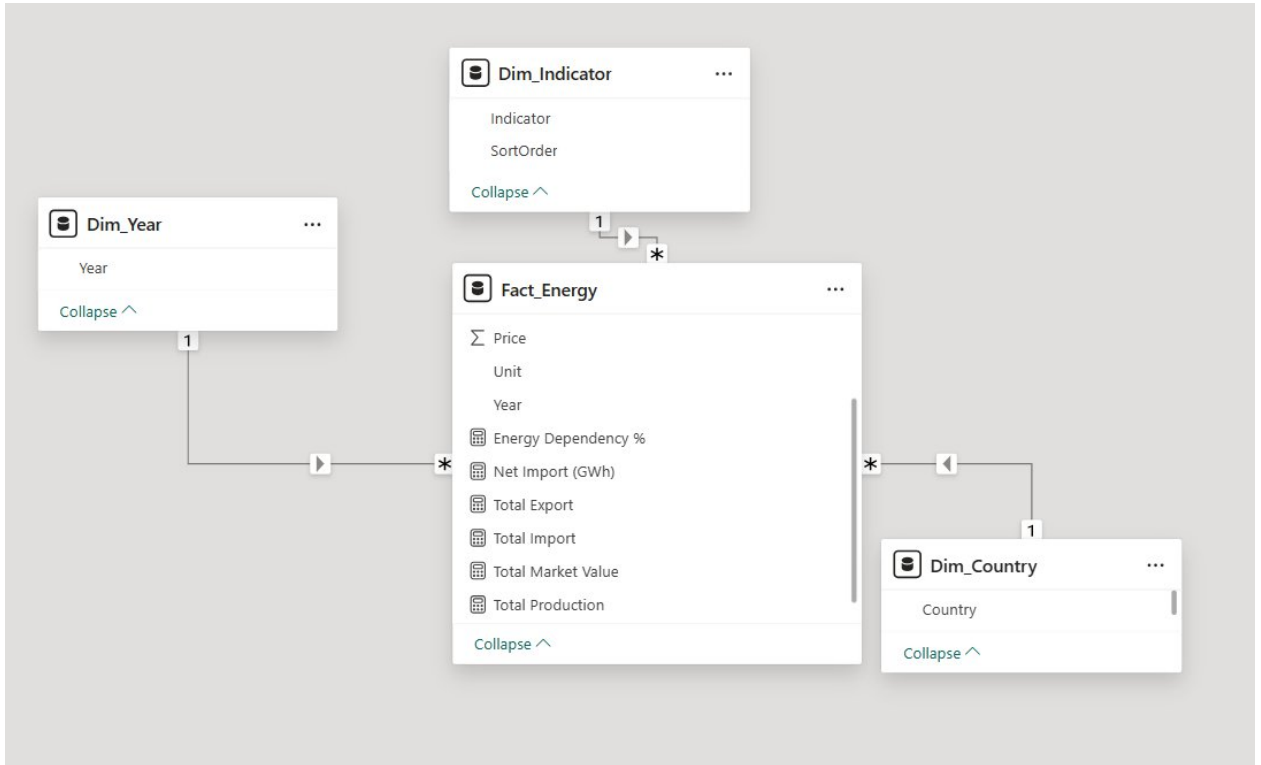 Dim_Indicator
Indicator
SortOrder
Collapse
1
*
Dim_Year
Year
Collapse
1
*
Fact_Energy
Price
Unit
Year
Energy Dependency %
Net Import (GWh)
Total Export
Total Import
Total Market Value
Total Production
Collapse
*
1
Dim_Country
Country
Collapse